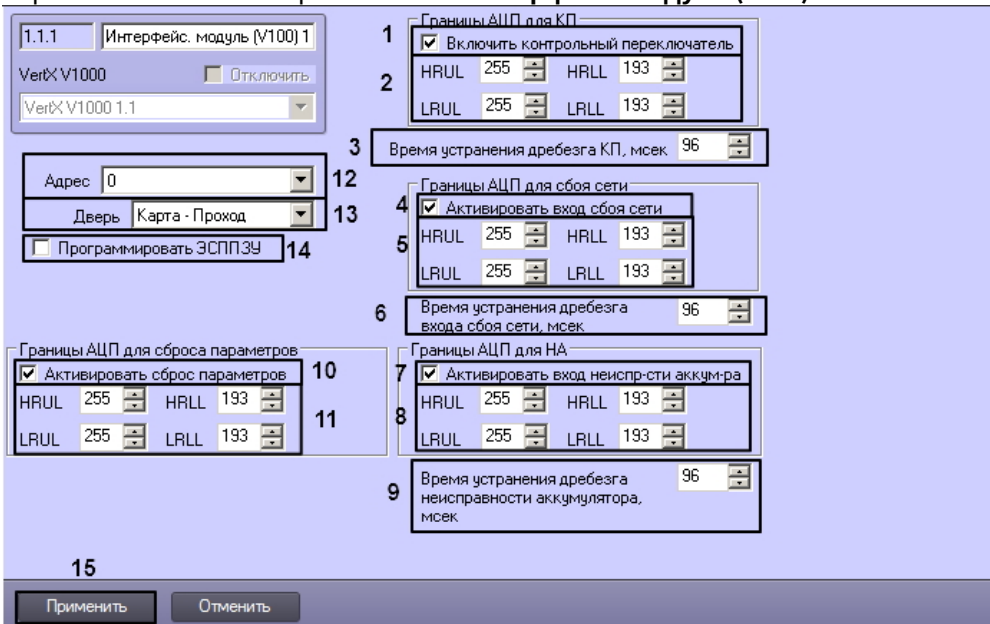 1.1.1 Интерфейс. модуль (V100) 1
VertX V1000 Отключить
VertX V1000 1.1
12 Адрес 0
13 Дверь Карта - Проход
14 Программировать ЭСППЗУ
Границы АЦП для КП
1 Включить контрольный переключатель
2
HRUL 255 HRLL 193
LRUL 255 LRLL 193
3 Время устранения дребезга КП, мсек 96
Границы АЦП для сбоя сети
4 Активировать вход сбоя сети
5
HRUL 255 HRLL 193
LRUL 255 LRLL 193
6 Время устранения дребезга 96
входа сбоя сети, мсек
Границы АЦП для сброса параметров
Активировать сброс параметров 10
HRUL 255 HRLL 193
11
LRUL 255 LRLL 193
Границы АЦП для НА
7 Активировать вход неиспр-сти аккум-ра
8
HRUL 255 HRLL 193
LRUL 255 LRLL 193
9 Время устранения дребезга 96
неисправности аккумулятора,
мсек
15
Применить Отменить